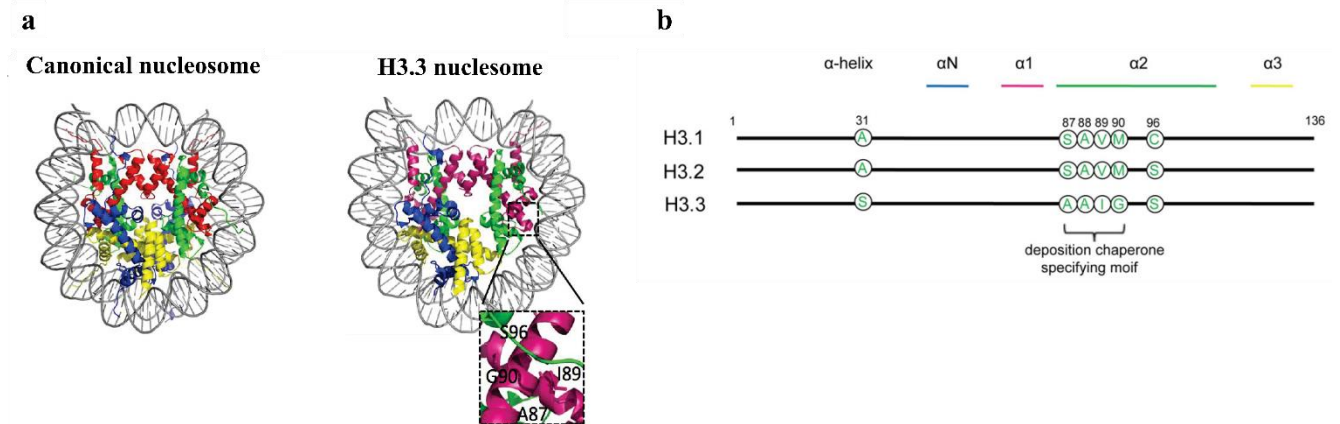 a
Canonical nucleosome
H3.3 nuclesome
S96
G90
I89
A87
b
α-helix αN α1 α2 α3
1 31 87 88 89 90 96 136
H3.1 A S A V M C
H3.2 A S A V M S
H3.3 S A A I G S
deposition chaperone
specifying moif